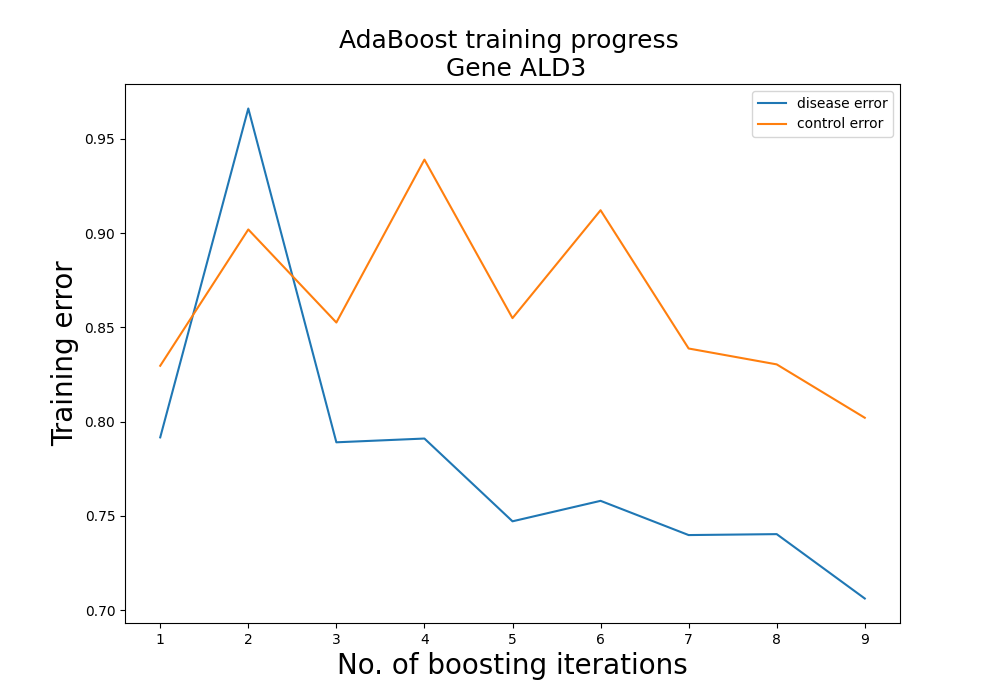 AdaBoost training progress
Gene ALD3
disease error
control error
Training error
0.95
0.90
0.85
0.80
0.75
0.70
1 2 3 4 5 6 7 8 9
No. of boosting iterations